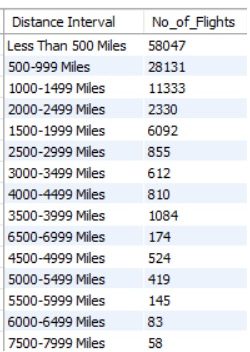 Distance Interval No_of_Flights
Less Than 500 Miles 58047
500-999 Miles 28131
1000-1499 Miles 11333
2000-2499 Miles 2330
1500-1999 Miles 6092
2500-2999 Miles 855
3000-3499 Miles 612
4000-4499 Miles 810
3500-3999 Miles 1084
6500-6999 Miles 174
4500-4999 Miles 524
5000-5499 Miles 419
5500-5999 Miles 145
6000-6499 Miles 83
7500-7999 Miles 58